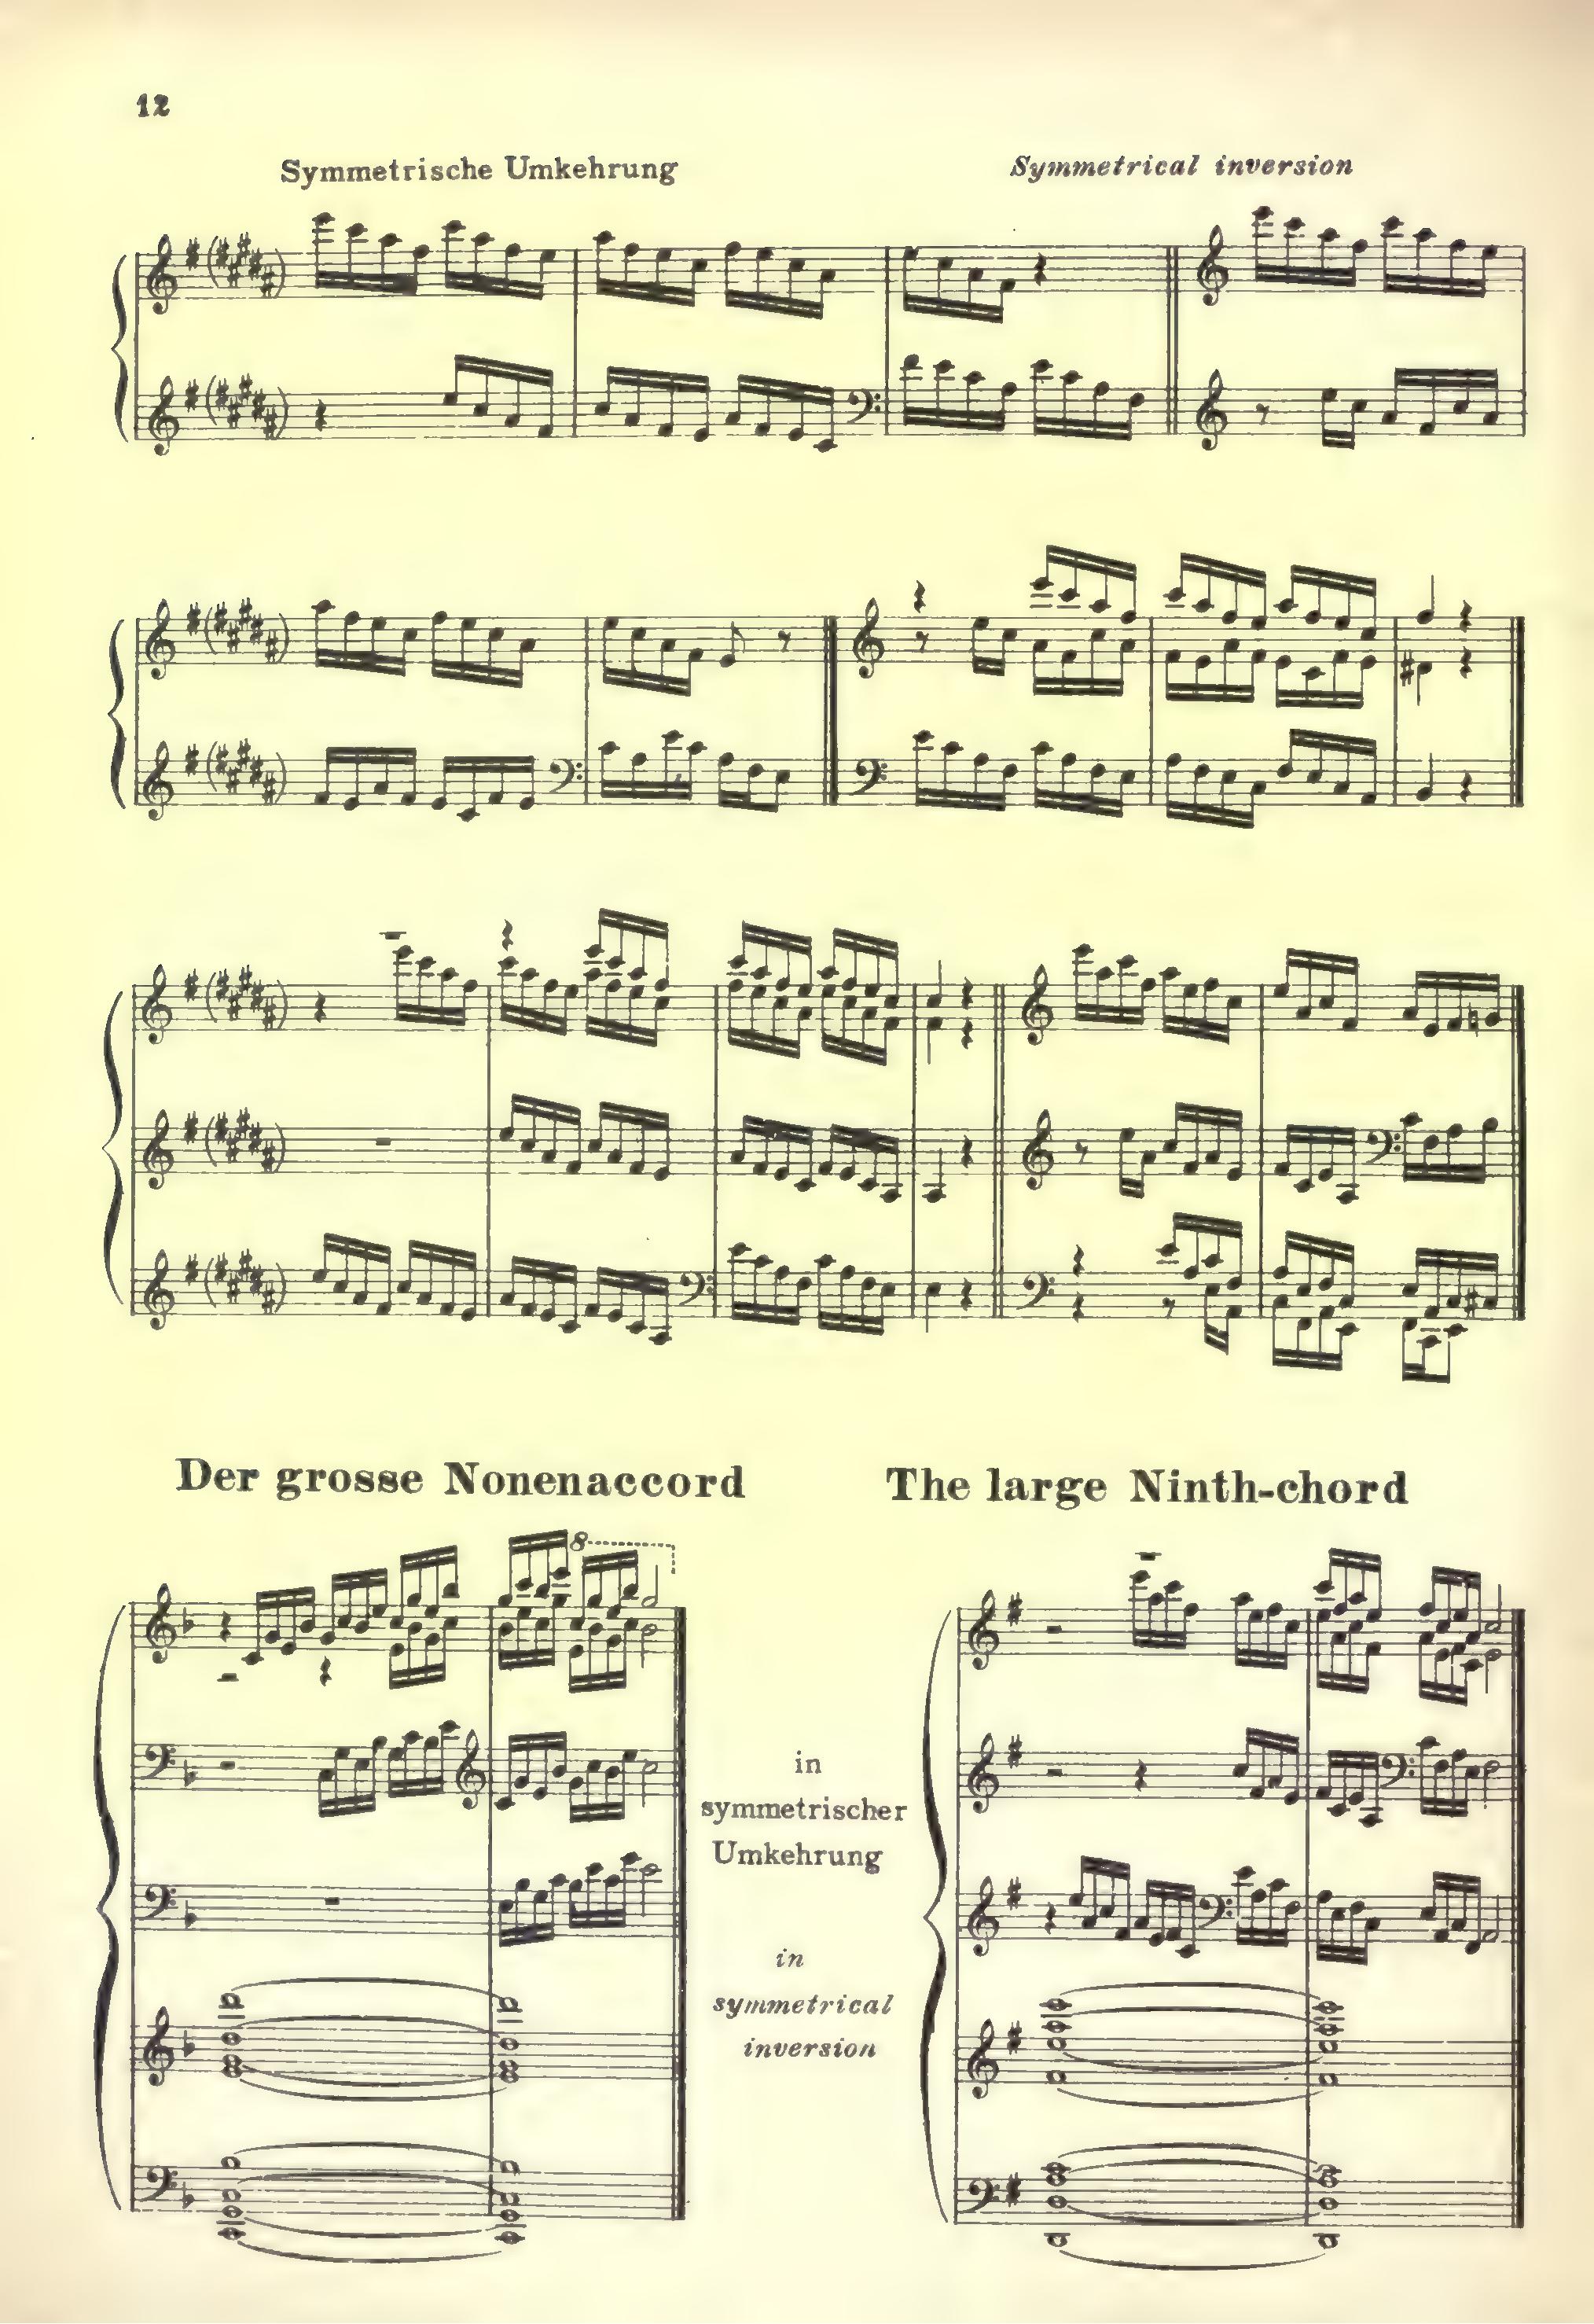 12
Symmetrische Umkehrung
Symmetrical inversion
Der grosse Nonenaccord
The large Ninth-chord
8
in
symmetrischer
Umkehrung
in
symmetrical
inversion